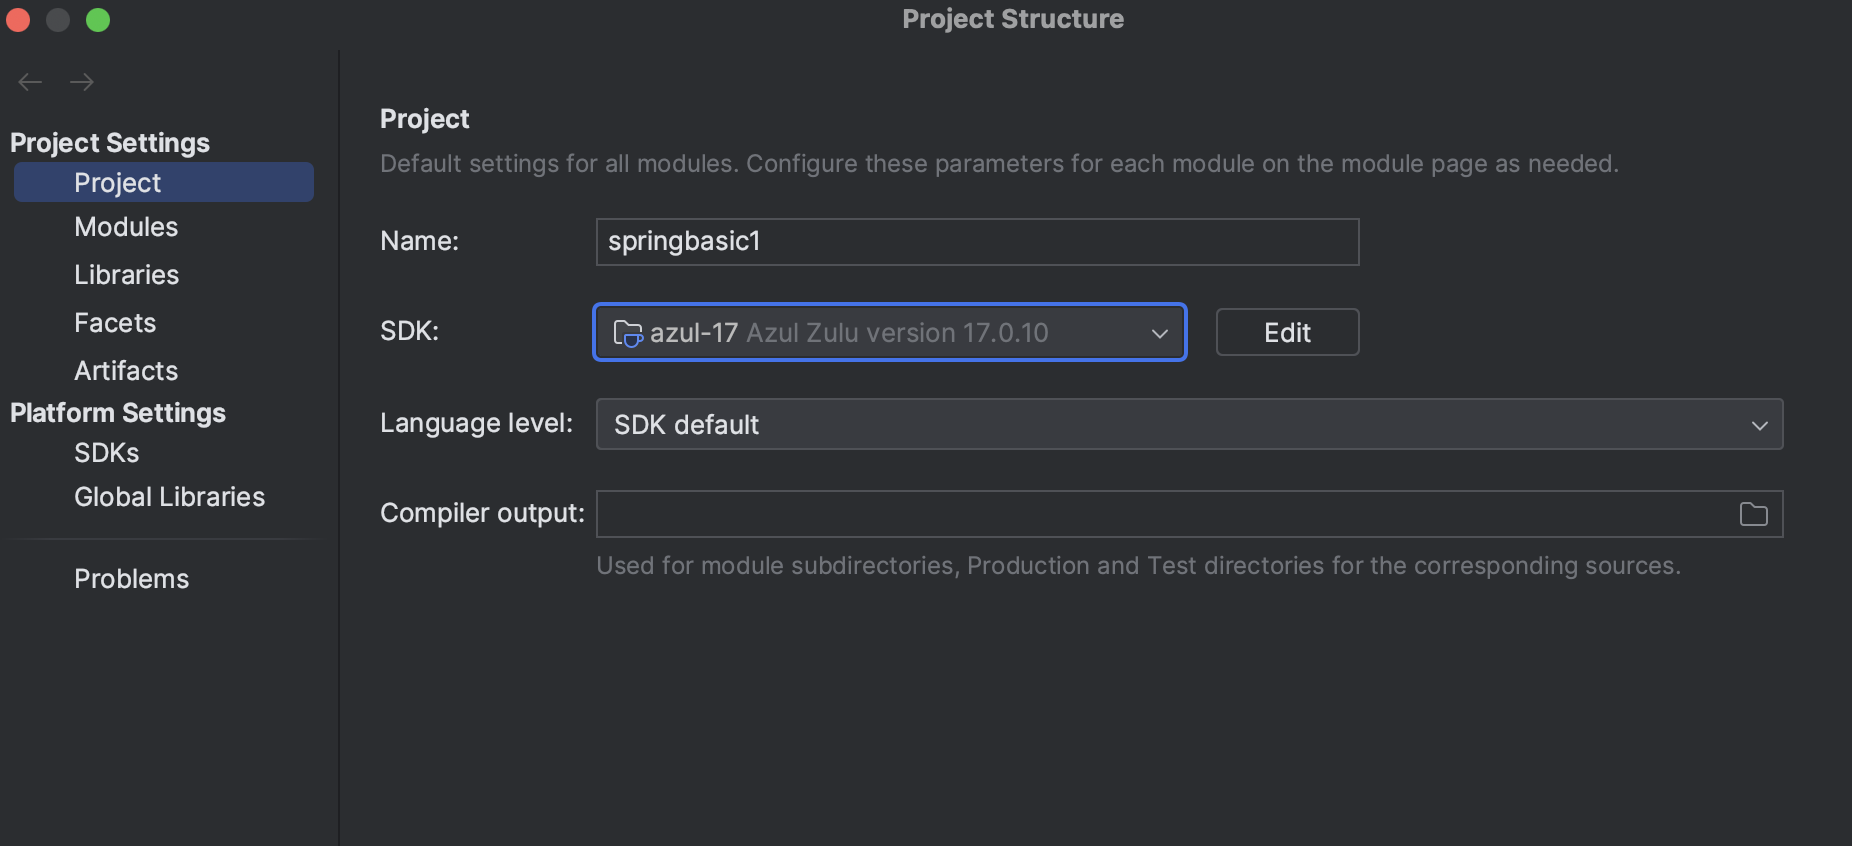 Project Structure
Project Settings
Project
Modules
Libraries
Facets
Artifacts
Platform Settings
SDKs
Global Libraries
Problems
Project
Default settings for all modules. Configure these parameters for each module on the module page as needed.
Name: springbasic1
SDK: azul-17 Azul Zulu version 17.0.10 Edit
Language level: SDK default
Compiler output:
Used for module subdirectories, Production and Test directories for the corresponding sources.